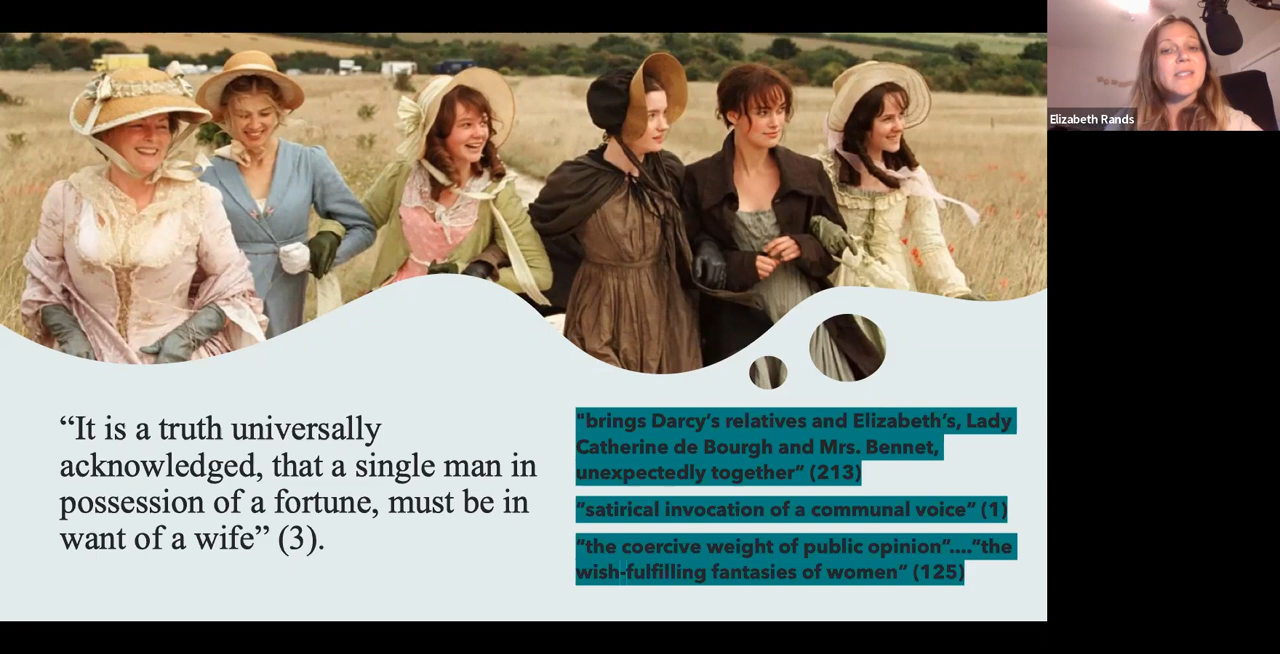 Elizabeth Rands
“It is a truth universally
acknowledged, that a single man in
possession of a fortune, must be in
want of a wife” (3).
"brings Darcy’s relatives and Elizabeth’s, Lady
Catherine de Bourgh and Mrs. Bennet,
unexpectedly together” (213)
“satirical invocation of a communal voice” (1)
“the coercive weight of public opinion”....”the
wish-fulfilling fantasies of women” (125)